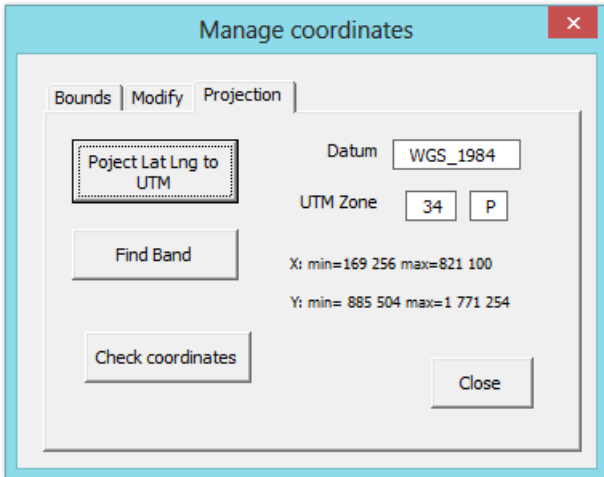 Manage coordinates
Bounds Modify Projection
Poject Lat Lng to
UTM
Datum WGS_1984
UTM Zone 34 P
Find Band
X: min=169 256 max=821 100
Y: min= 885 504 max=1 771 254
Check coordinates
Close